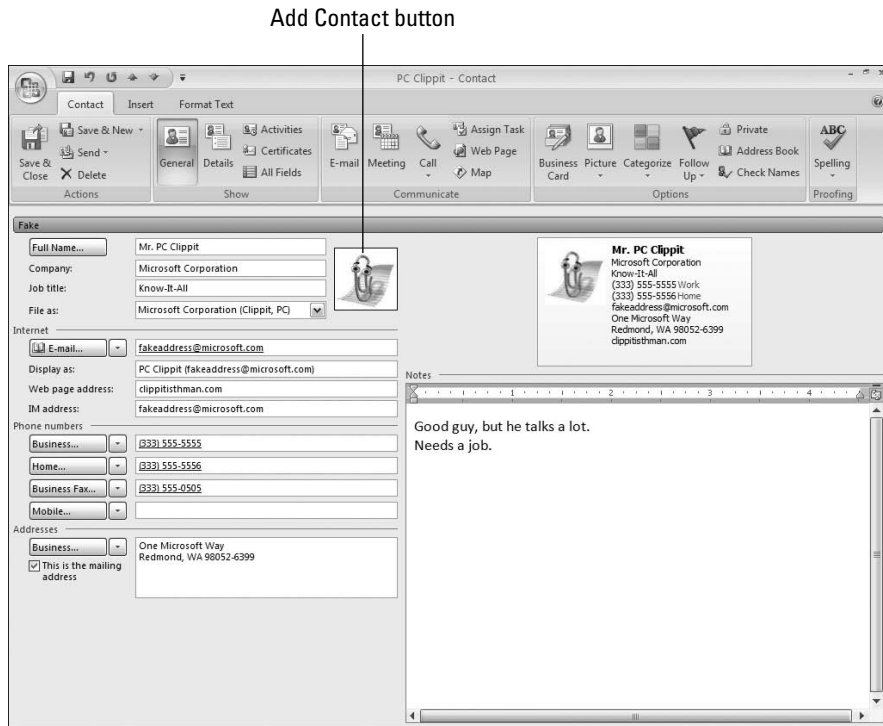 Add Contact button
PC Clippit - Contact
Contact Insert Format Text
Save & Close
Save & New
Send
Delete
Actions
General
Details
Activities
Certificates
All Fields
Show
E-mail
Meeting
Call
Assign Task
Web Page
Map
Communicate
Business Card
Picture
Categorize
Follow Up
Private
Address Book
Check Names
Options
ABC
Spelling
Proofing
Fake
Full Name... Mr. PC Clippit
Company: Microsoft Corporation
Job title: Know-It-All
File as: Microsoft Corporation (Clippit, PC)
Internet
E-mail... fakeaddress@microsoft.com
Display as: PC Clippit (fakeaddress@microsoft.com)
Web page address: clippitisthman.com
IM address: fakeaddress@microsoft.com
Phone numbers
Business... (333) 555-5555
Home... (333) 555-5556
Business Fax... (333) 555-0505
Mobile...
Addresses
Business... One Microsoft Way
Redmond, WA 98052-6399
This is the mailing
address
Mr. PC Clippit
Microsoft Corporation
Know-It-All
(333) 555-5555 Work
(333) 555-5556 Home
fakeaddress@microsoft.com
One Microsoft Way
Redmond, WA 98052-6399
clippitisthman.com
Notes
1 2 3 4
Good guy, but he talks a lot.
Needs a job.